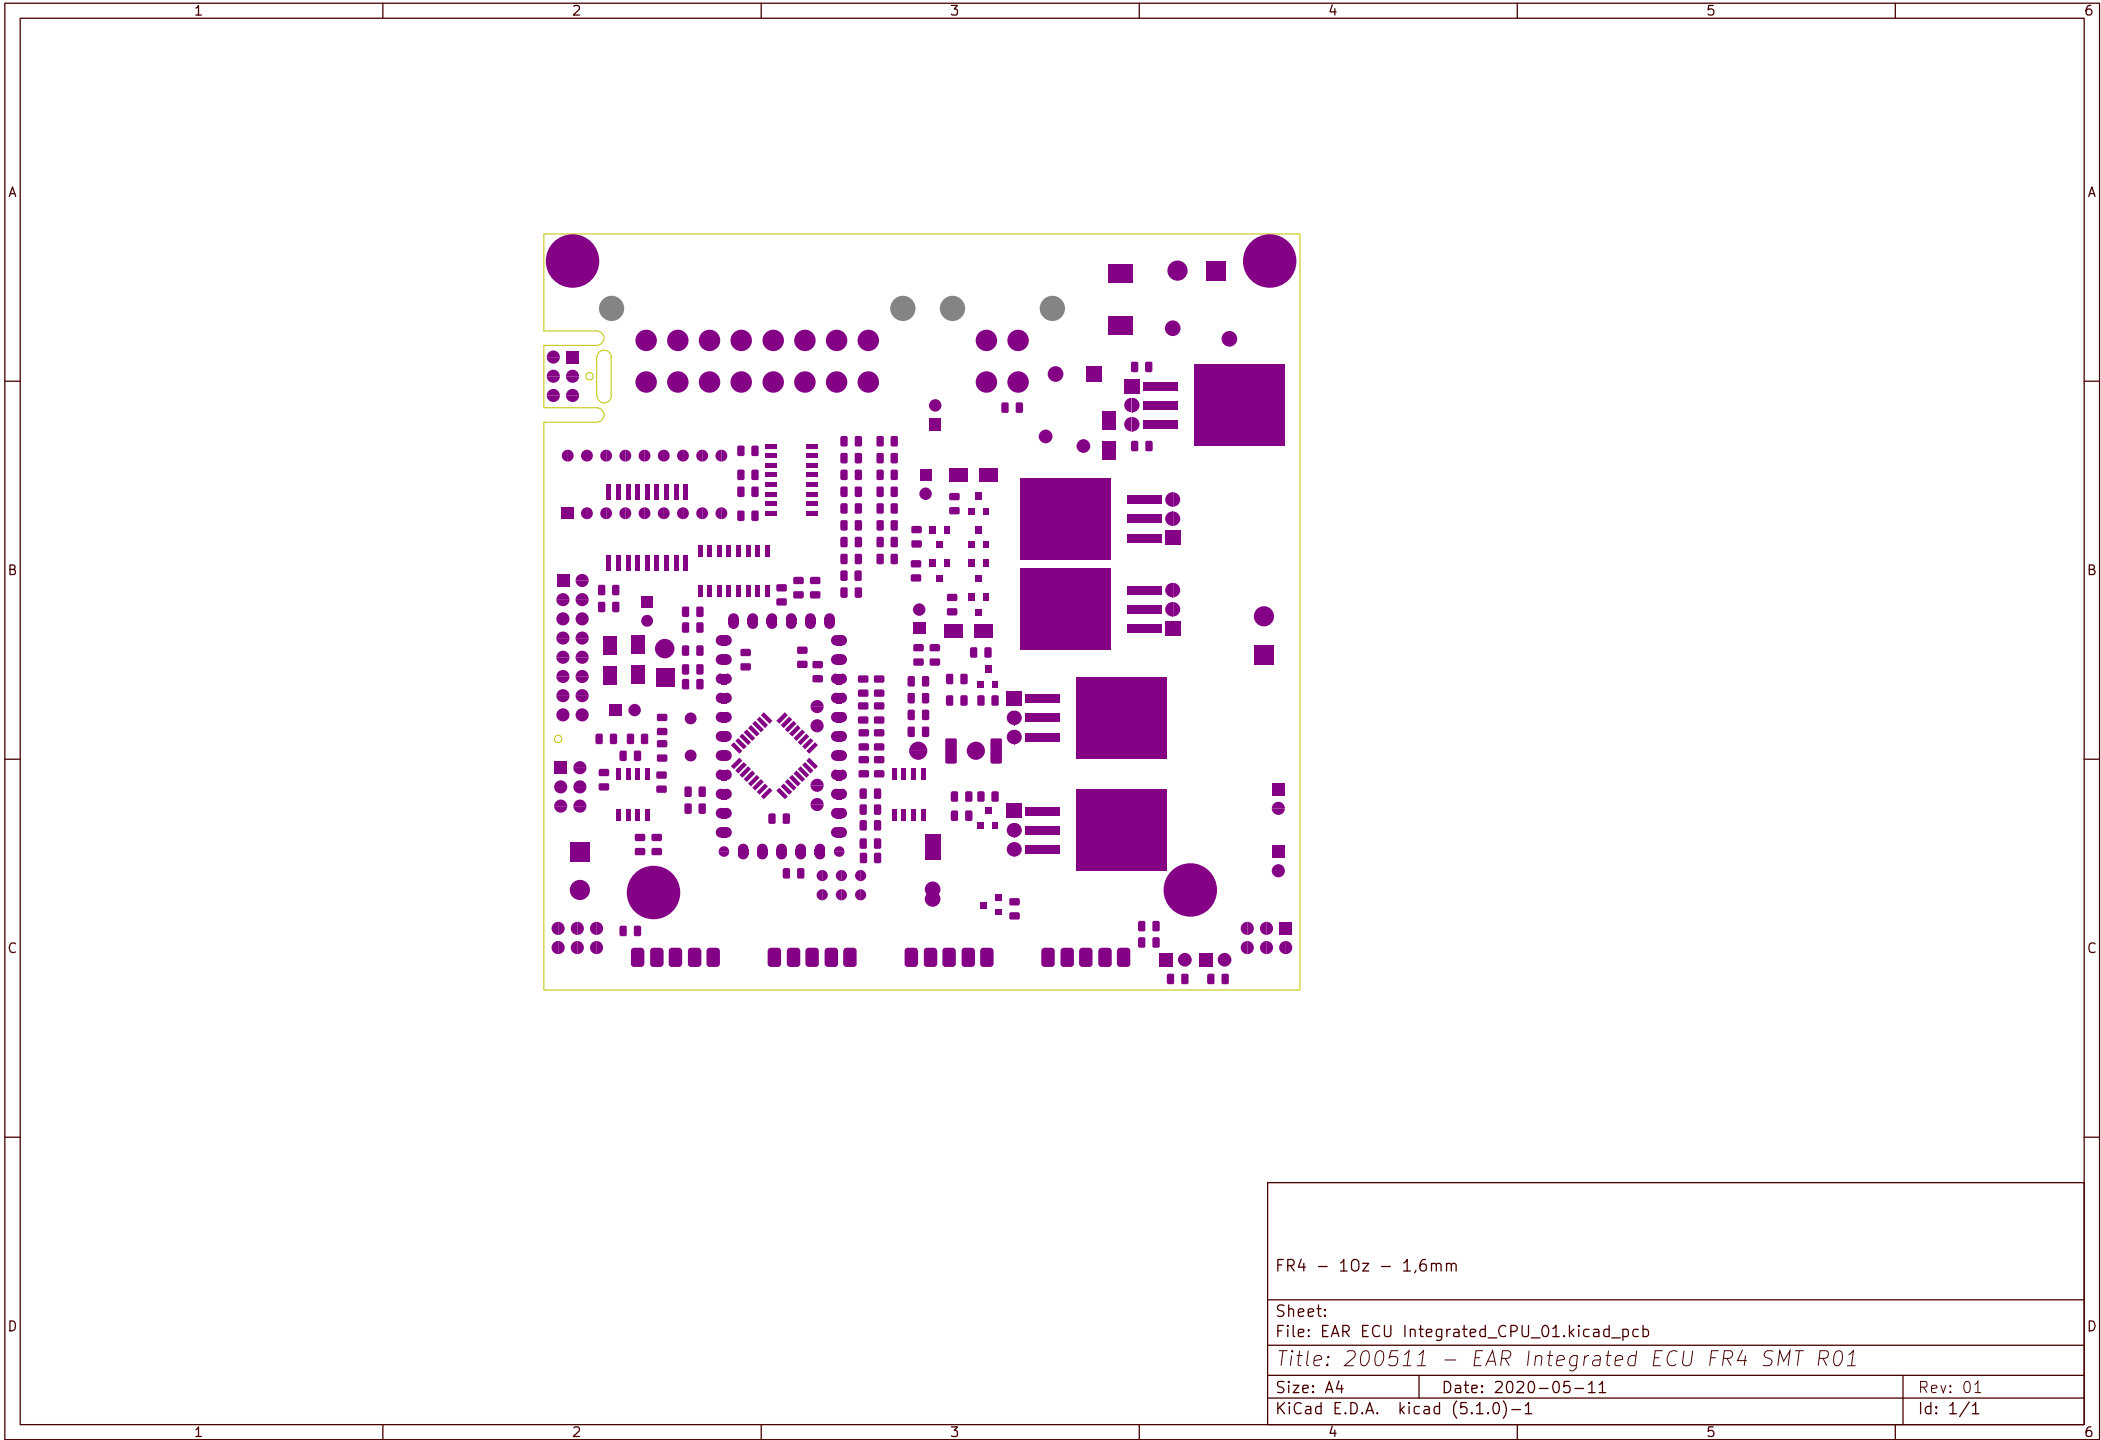 1 2 3 4 5 6
A A
B B
C C
FR4 - 1Oz - 1,6mm
Sheet:
D D
File: EAR ECU Integrated_CPU_01.kicad_pcb
Title: 200511 - EAR Integrated ECU FR4 SMT R01
Size: A4 Date: 2020-05-11 Rev: 01
KiCad E.D.A. kicad (5.1.0)-1 Id: 1/1
1 2 3 4 5 6